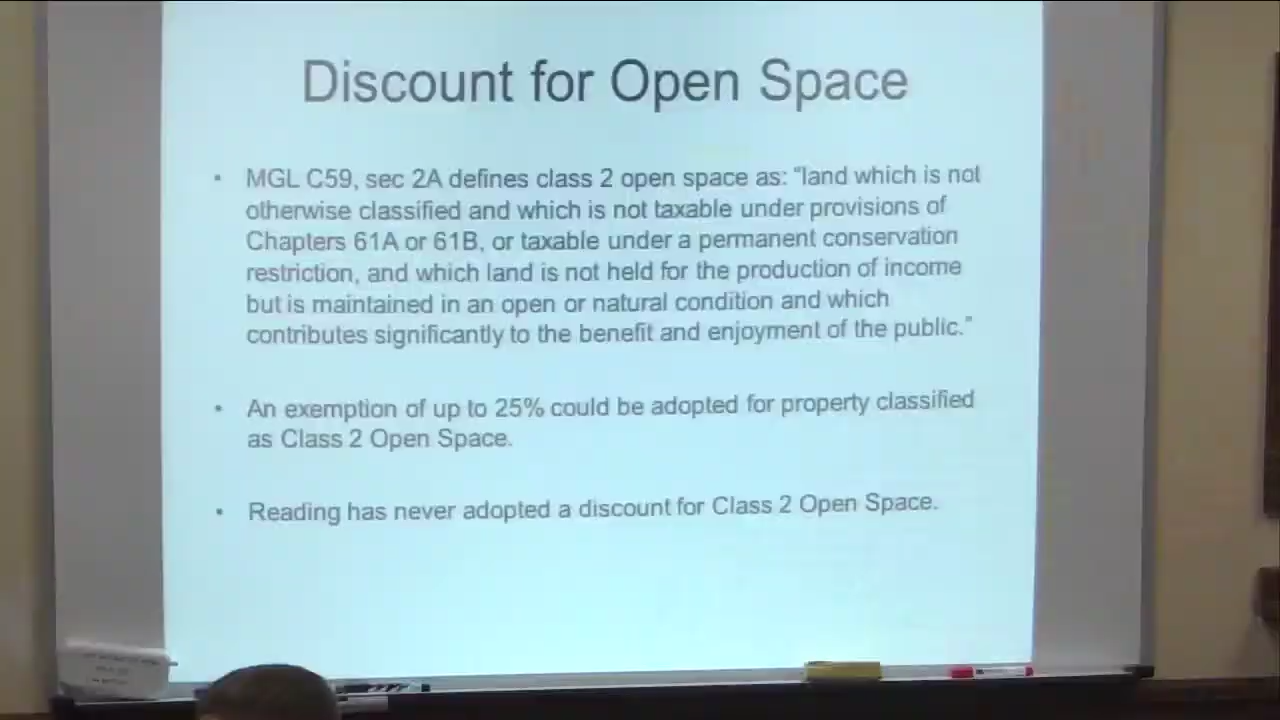 Discount for Open Space
• MGL C59, sec 2A defines class 2 open space as: “land which is not
otherwise classified and which is not taxable under provisions of
Chapters 61A or 61B, or taxable under a permanent conservation
restriction, and which land is not held for the production of income
but is maintained in an open or natural condition and which
contributes significantly to the benefit and enjoyment of the public.”
• An exemption of up to 25% could be adopted for property classified
as Class 2 Open Space.
• Reading has never adopted a discount for Class 2 Open Space.